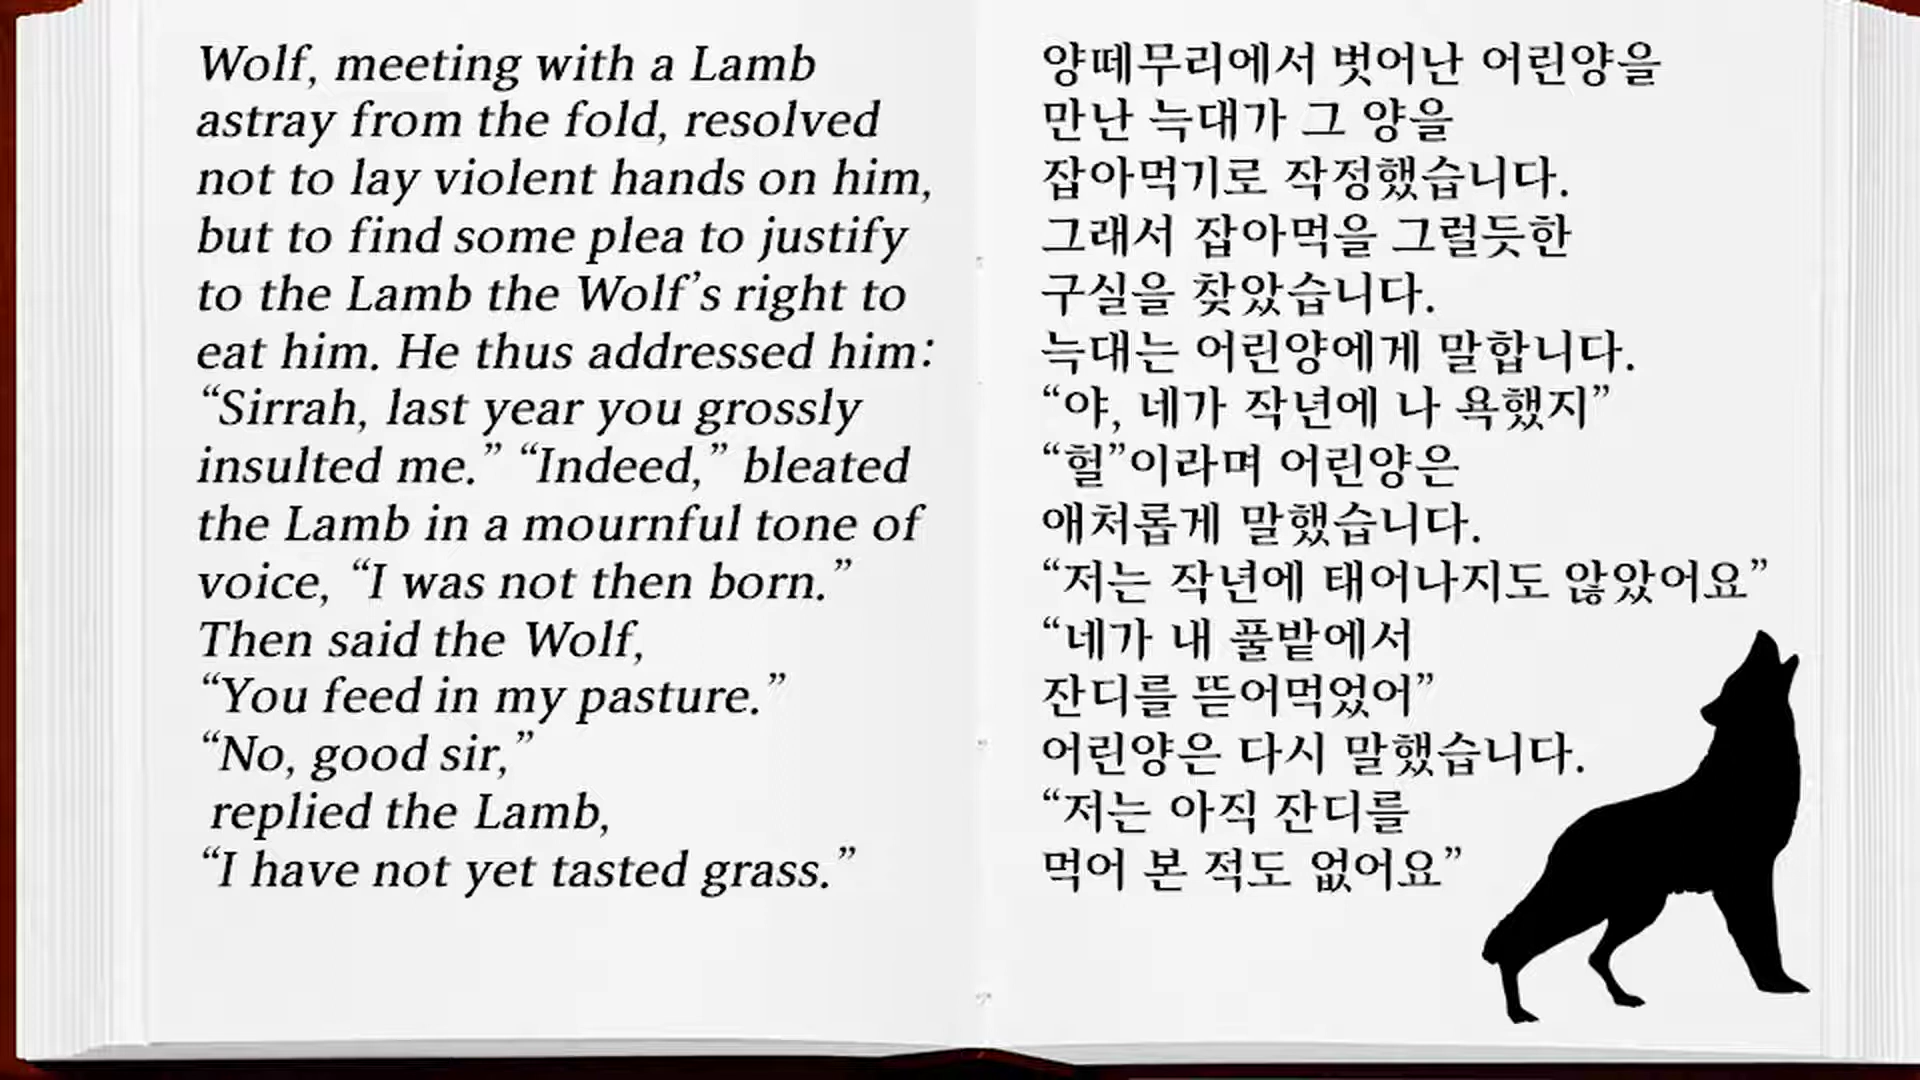 Wolf, meeting with a Lamb
astray from the fold, resolved
not to lay violent hands on him,
but to find some plea to justify
to the Lamb the Wolf’s right to
eat him. He thus addressed him:
“Sirrah, last year you grossly
insulted me.” “Indeed,” bleated
the Lamb in a mournful tone of
voice, “I was not then born.”
Then said the Wolf,
“You feed in my pasture.”
“No, good sir,”
replied the Lamb,
“I have not yet tasted grass.”
양떼무리에서 벗어난 어린양을
만난 늑대가 그 양을
잡아먹기로 작정했습니다.
그래서 잡아먹을 그럴듯한
구실을 찾았습니다.
늑대는 어린양에게 말합니다.
“야, 네가 작년에 나 욕했지”
“헐”이라며 어린양은
애처롭게 말했습니다.
“저는 작년에 태어나지도 않았어요”
“네가 내 풀밭에서
잔디를 뜯어먹었어”
어린양은 다시 말했습니다.
“저는 아직 잔디를
먹어 본 적도 없어요”